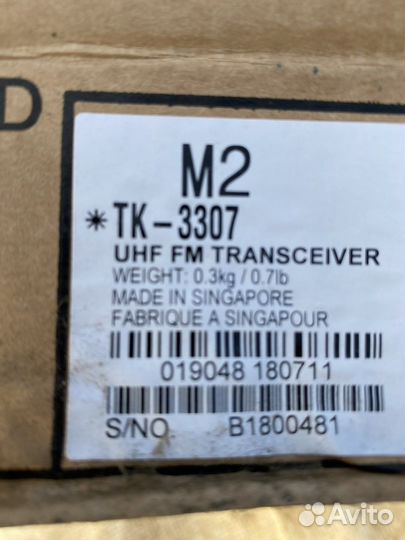 D
M2
*TK-3307
UHF FM TRANSCEIVER
WEIGHT: 0.3kg / 0.7lb
MADE IN SINGAPORE
FABRIQUE A SINGAPOUR
019048 180711
S/NO. B1800481
Avito